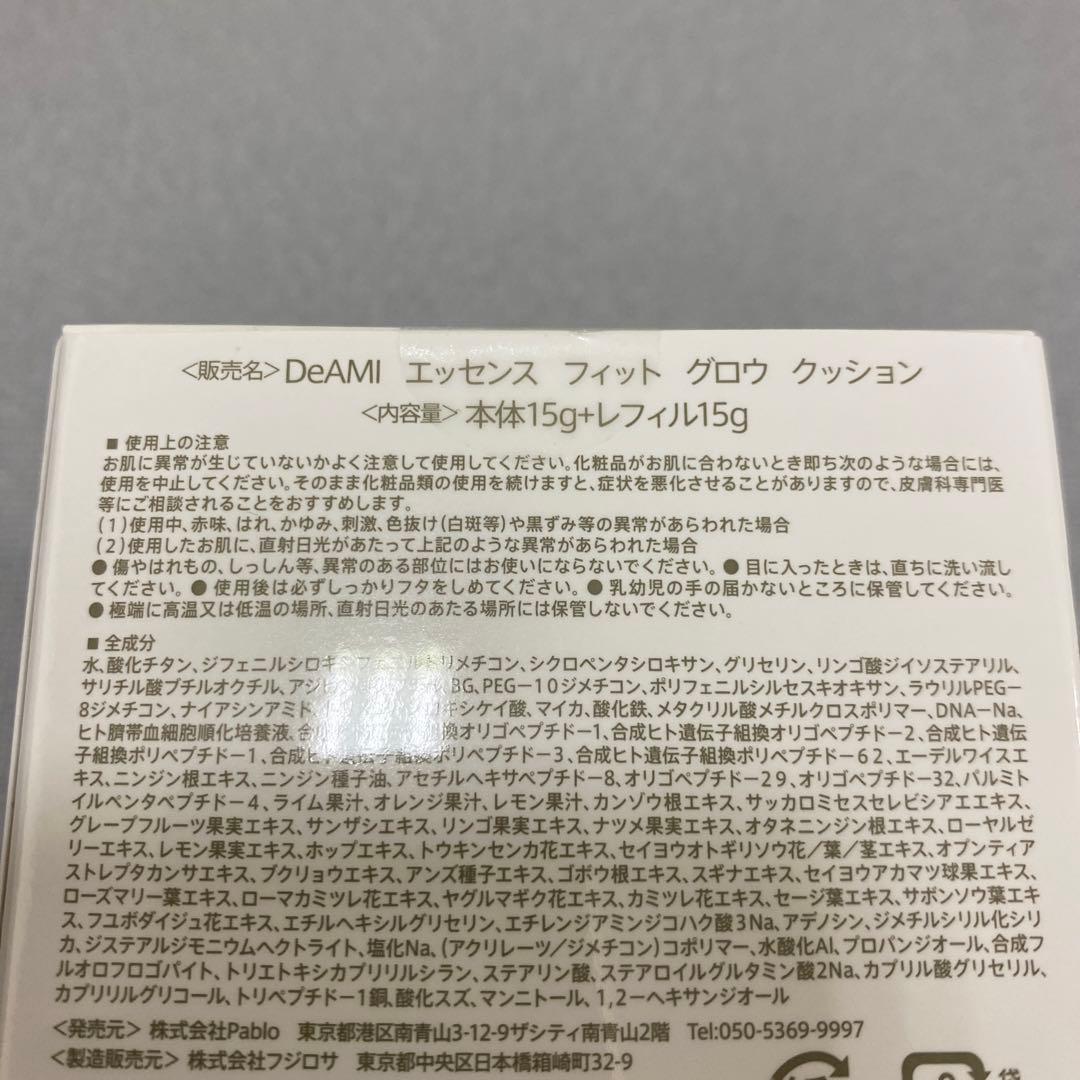 <販売名> DeAMI エッセンス フィット グロウ クッション
<内容量> 本体15g+レフィル15g
■ 使用上の注意
お肌に異常が生じていないかよく注意して使用してください。化粧品がお肌に合わないとき即ち次のような場合には、
使用を中止してください。そのまま化粧品類の使用を続けますと、症状を悪化させることがありますので、皮膚科専門医
等にご相談されることをおすすめします。
(1)使用中、赤味、はれ、かゆみ、刺激、色抜け(白斑等)や黒ずみ等の異常があらわれた場合
(2)使用したお肌に、直射日光があたって上記のような異常があらわれた場合
● 傷やはれもの、しっしん等、異常のある部位にはお使いにならないでください。● 目に入ったときは、直ちに洗い流し
てください。● 使用後は必ずしっかりフタをしめてください。● 乳幼児の手の届かないところに保管してください。
● 極端に高温又は低温の場所、直射日光のあたる場所には保管しないでください。
■ 全成分
水、酸化チタン、ジフェニルシロキシフェニルトリメチコン、シクロペンタシロキサン、グリセリン、リンゴ酸ジイソステアリル、
サリチル酸ブチルオクチル、アジピ BG、PEG-10ジメチコン、ポリフェニルシルセスキオキサン、ラウリルPEG-
8ジメチコン、ナイアシンアミド、 キシケイ酸、マイカ、酸化鉄、メタクリル酸メチルクロスポリマー、DNA-Na、
ヒト臍帯血細胞順化培養液、 換オリゴペプチド-1、合成ヒト遺伝子組換オリゴペプチド-2、合成ヒト遺伝
子組換ポリペプチド-1、合成ヒト遺伝子組換ポリペプチド-3、合成ヒト遺伝子組換ポリペプチド-62、エーデルワイスエ
キス、ニンジン根エキス、ニンジン種子油、アセチルヘキサペプチド-8、オリゴペプチド-29、オリゴペプチド-32、パルミト
イルペンタペプチド-4、ライム果汁、オレンジ果汁、レモン果汁、カンゾウ根エキス、サッカロミセスセレビシアエエキス、
グレープフルーツ果実エキス、サンザシエキス、リンゴ果実エキス、ナツメ果実エキス、オタネニンジン根エキス、ローヤルゼ
リーエキス、レモン果実エキス、ホップエキス、トウキンセンカ花エキス、セイヨウオトギリソウ花／葉／茎エキス、オプンティア
ストレプタカンサエキス、ブクリョウエキス、アンズ種子エキス、ゴボウ根エキス、スギナエキス、セイヨウアカマツ球果エキス、
ローズマリー葉エキス、ローマカミツレ花エキス、ヤグルマギク花エキス、カミツレ花エキス、セージ葉エキス、サボンソウ葉エキ
ス、フユボダイジュ花エキス、エチルヘキシルグリセリン、エチレンジアミンジコハク酸3Na、アデノシン、ジメチルシリル化シリ
カ、ジステアルジモニウムヘクトライト、塩化Na、(アクリレーツ／ジメチコン)コポリマー、水酸化Al、プロパンジオール、合成フ
ルオロフロゴパイト、トリエトキシカプリリルシラン、ステアリン酸、ステアロイルグルタミン酸2Na、カプリル酸グリセリル、
カプリリルグリコール、トリペプチド-1銅、酸化スズ、マンニトール、1,2-ヘキサンジオール
<発売元> 株式会社Pablo 東京都港区南青山3-12-9ザシティ南青山2階 Tel:050-5369-9997
<製造販売元> 株式会社フジロサ 東京都中央区日本橋箱崎町32-9
袋